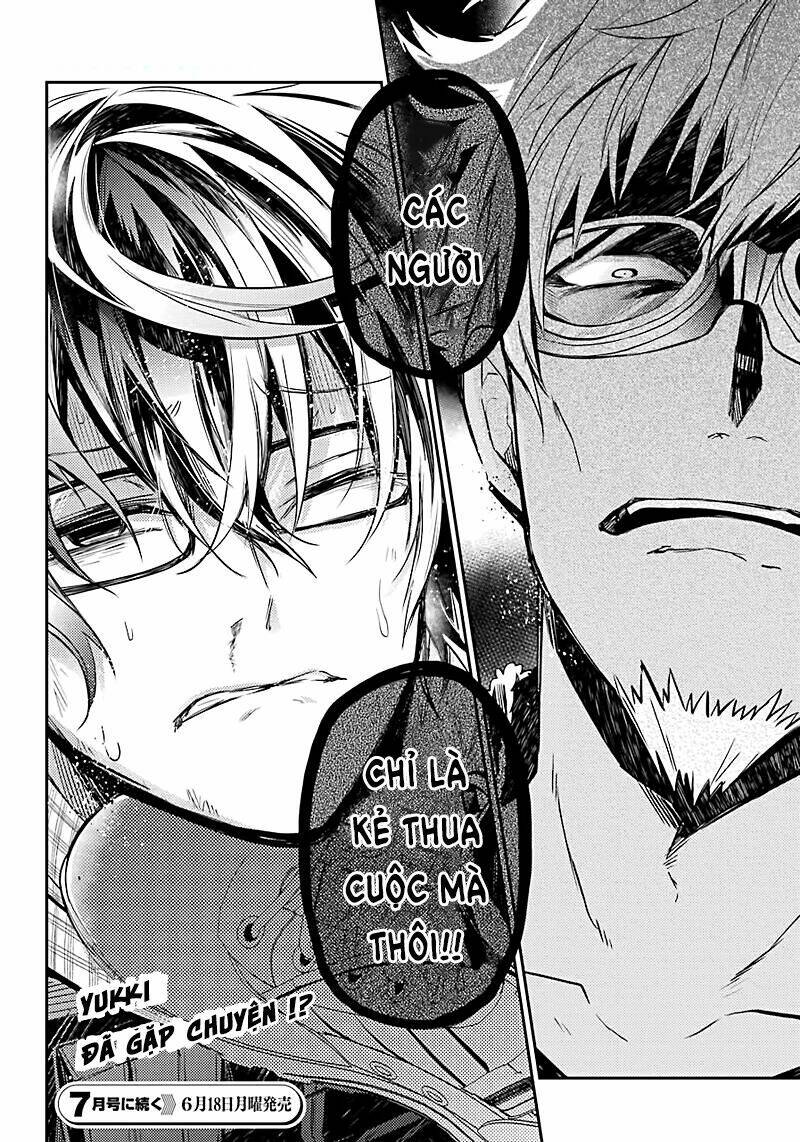 CÁC
NGƯỜI
CHỈ LÀ
KẺ THUA
CUỘC MÀ
THÔI!!
YUKKI
ĐÃ GẶP CHUYỆN !?
7月号に続く 6月18日月曜発売